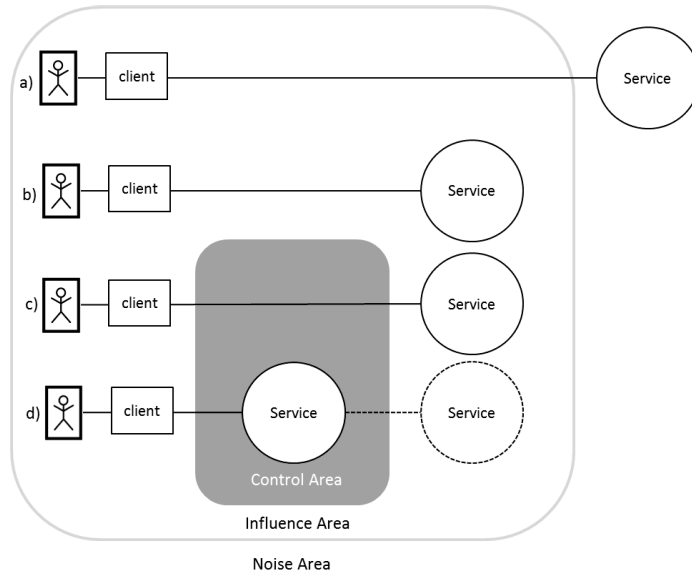 a) client Service
b) client Service
c) client Service
d) client Service Service
Control Area
Influence Area
Noise Area